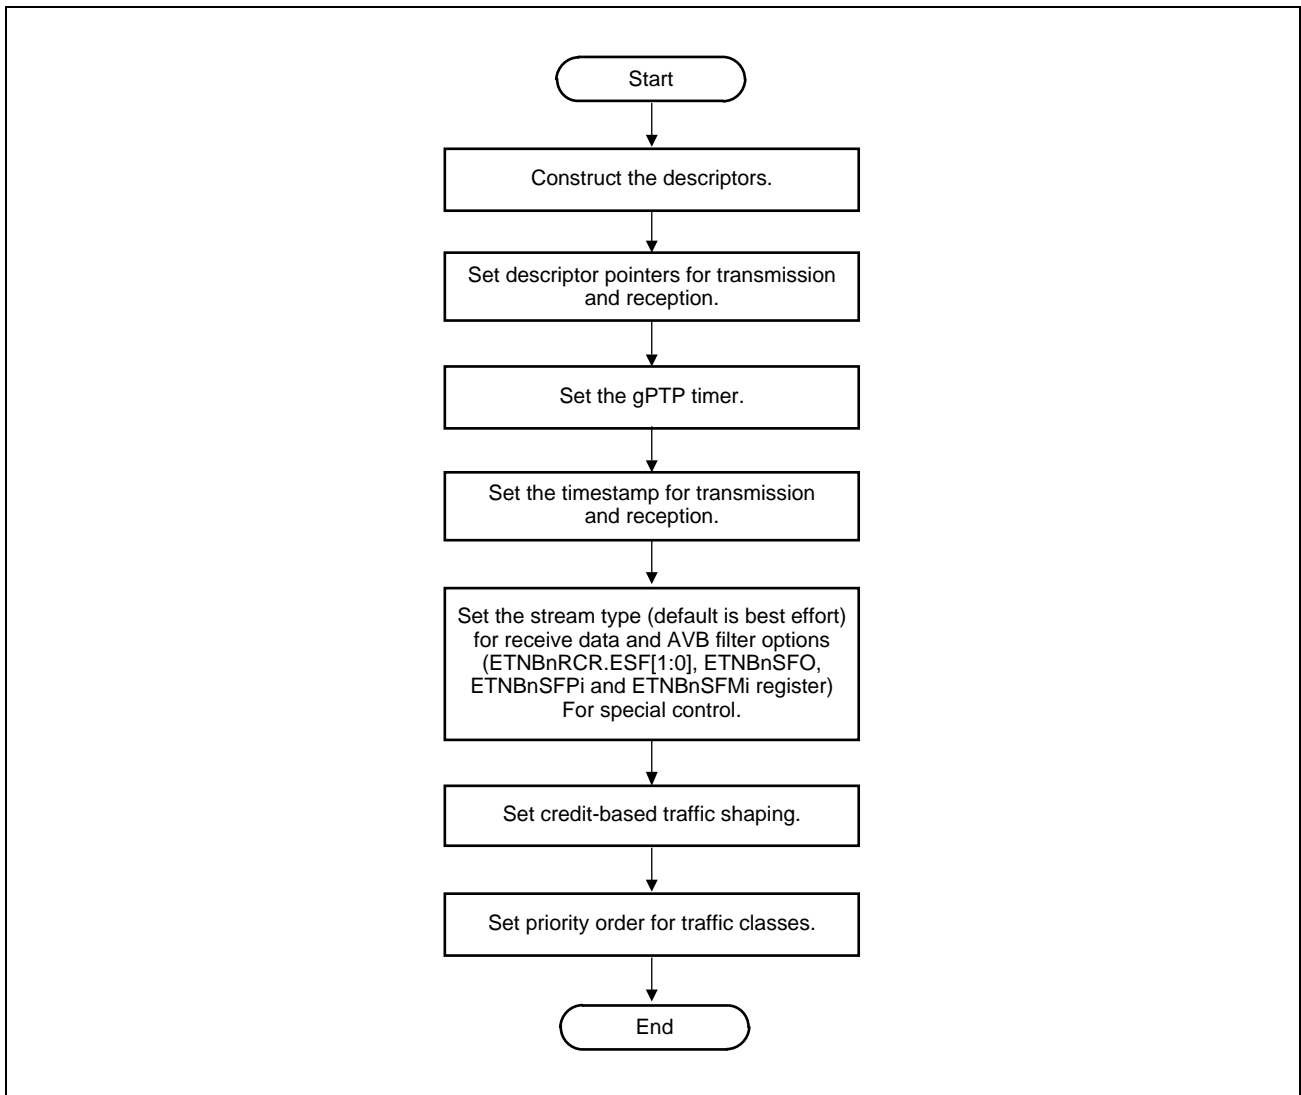 Start
Construct the descriptors.
Set descriptor pointers for transmission
and reception.
Set the gPTP timer.
Set the timestamp for transmission
and reception.
Set the stream type (default is best effort)
for receive data and AVB filter options
(ETNBnRCR.ESF[1:0], ETNBnSFO,
ETNBnSFPi and ETNBnSFMi register)
For special control.
Set credit-based traffic shaping.
Set priority order for traffic classes.
End